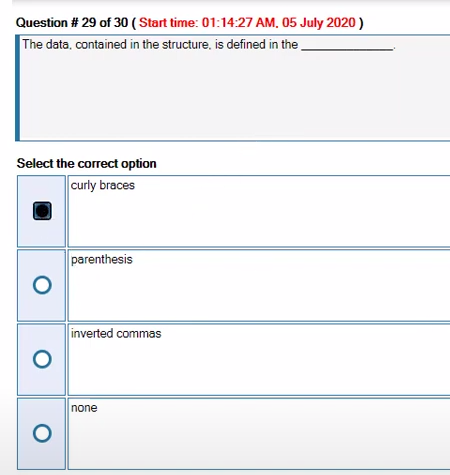 Question # 29 of 30 ( Start time: 01:14:27 AM, 05 July 2020 )
The data, contained in the structure, is defined in the ______________.
Select the correct option
curly braces
parenthesis
inverted commas
none